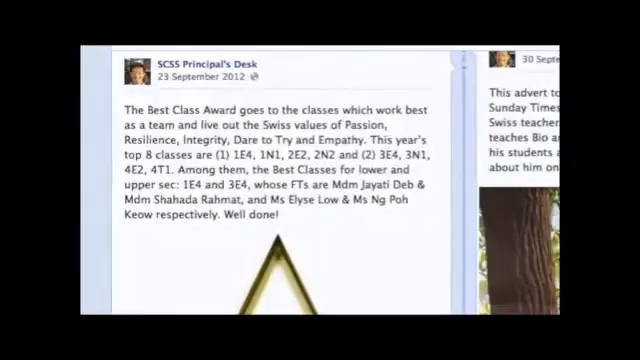 SCSS Principal's Desk
23 September 2012
The Best Class Award goes to the classes which work best
as a team and live out the Swiss values of Passion,
Resilience, Integrity, Dare to Try and Empathy. This year's
top 8 classes are (1) 1E4, 1N1, 2E2, 2N2 and (2) 3E4, 3N1,
4E2, 4T1. Among them, the Best Classes for lower and
upper sec: 1E4 and 3E4, whose FTs are Mdm Jayati Deb &
Mdm Shahada Rahmat, and Ms Elyse Low & Ms Ng Poh
Keow respectively. Well done!
30 Septe
This advert to
Sunday Times
Swiss teacher
teaches Bio an
his students a
about him on